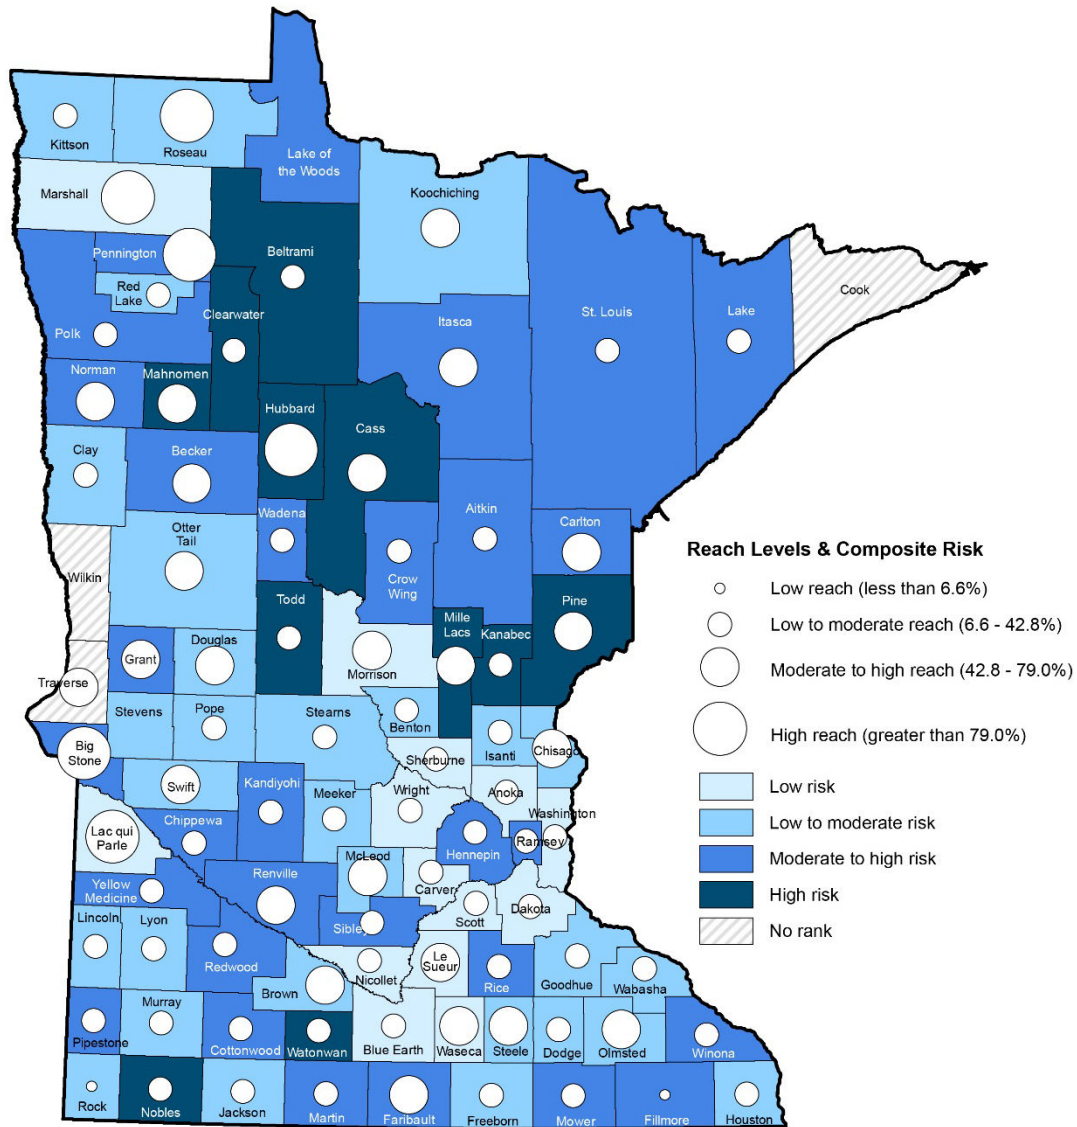 Kittson
Roseau
Lake of
the Woods
Marshall
Koochiching
Pennington
Beltrami
Red
Lake
Clearwater
Polk
Itasca
St. Louis
Lake
Cook
Norman
Mahnomen
Hubbard
Cass
Clay
Becker
Otter
Tail
Wadena
Aitkin
Carlton
Crow
Wing
Wilkin
Todd
Mille
Lacs
Kanabec
Pine
Grant
Douglas
Morrison
Traverse
Stevens
Pope
Stearns
Benton
Isanti
Chisago
Big
Stone
Swift
Kandiyohi
Meeker
Sherburne
Wright
Anoka
Washington
Lac qui
Parle
Chippewa
Hennepin
Ramsey
McLeod
Carver
Yellow
Medicine
Renville
Sibley
Scott
Dakota
Lincoln
Lyon
Redwood
Nicollet
Le
Sueur
Rice
Goodhue
Wabasha
Brown
Pipestone
Murray
Cottonwood
Watonwan
Blue Earth
Waseca
Steele
Dodge
Olmsted
Winona
Rock
Nobles
Jackson
Martin
Faribault
Freeborn
Mower
Fillmore
Houston
Reach Levels & Composite Risk
Low reach (less than 6.6%)
Low to moderate reach (6.6 - 42.8%)
Moderate to high reach (42.8 - 79.0%)
High reach (greater than 79.0%)
Low risk
Low to moderate risk
Moderate to high risk
High risk
No rank